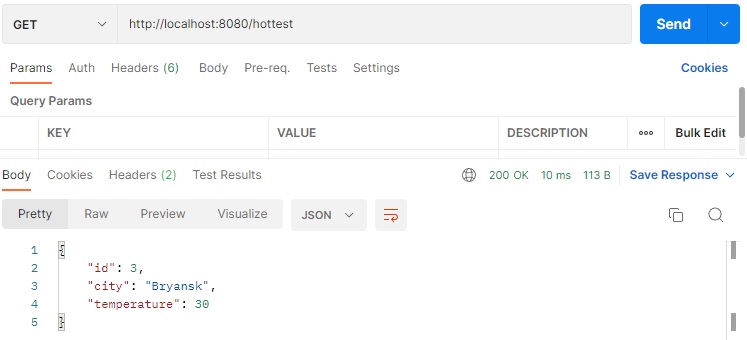 GET http://localhost:8080/hottest Send
Params Auth Headers (6) Body Pre-req. Tests Settings Cookies
Query Params
KEY VALUE DESCRIPTION ooo Bulk Edit
Body Cookies Headers (2) Test Results 200 OK 10 ms 113 B Save Response
Pretty Raw Preview Visualize JSON
1 {
2 "id": 3,
3 "city": "Bryansk",
4 "temperature": 30
5 }